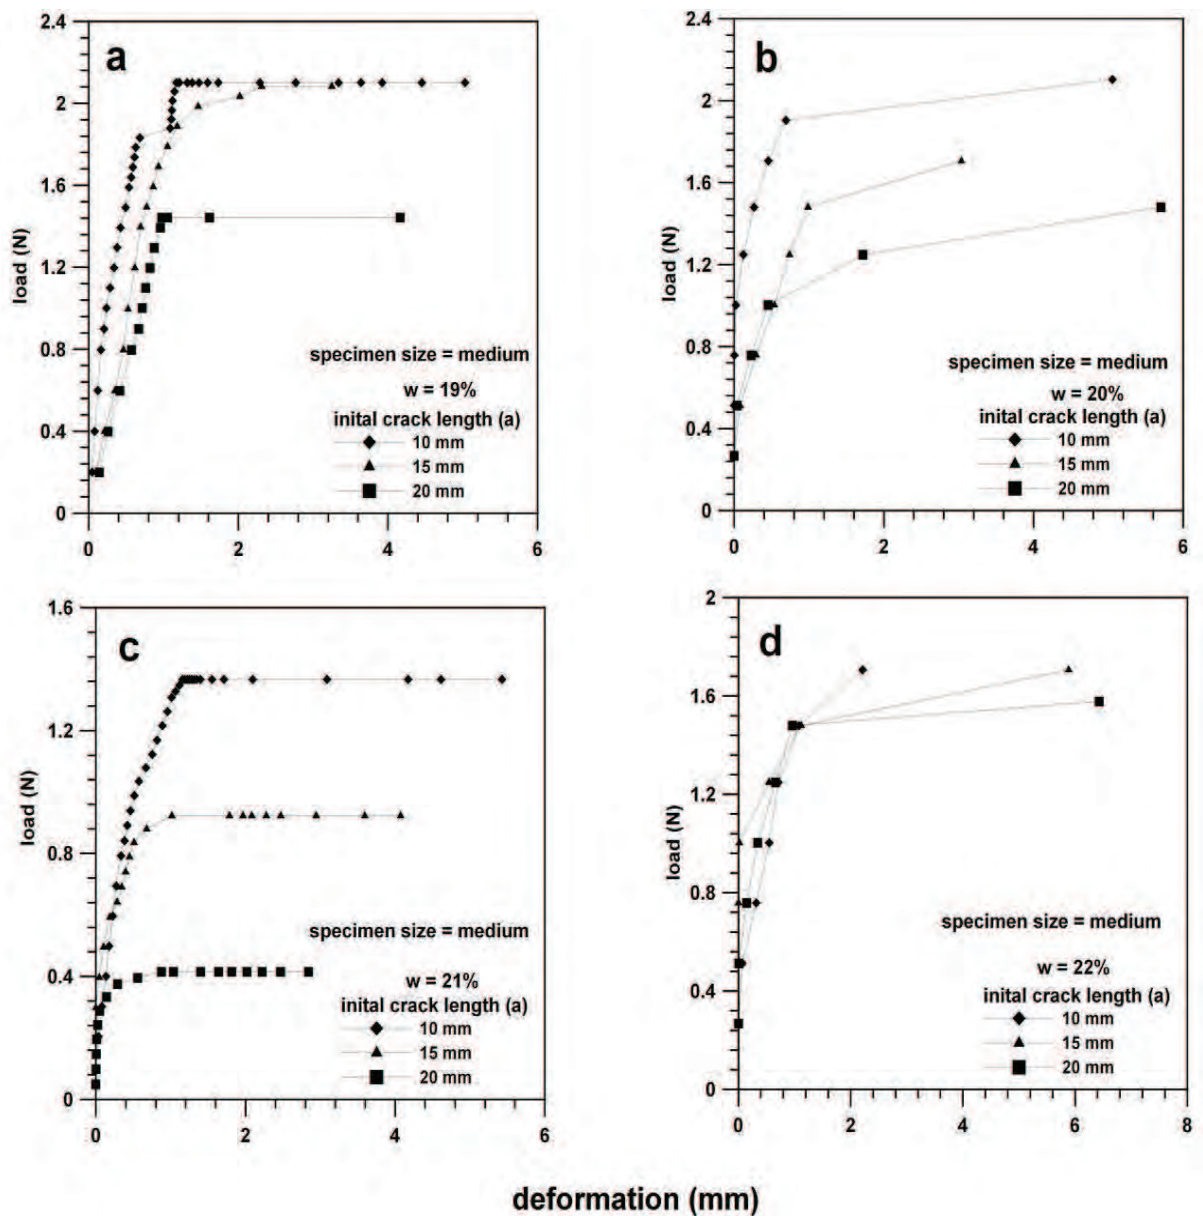 a
load (N)
2.4
2
1.6
1.2
0.8
0.4
0
0 2 4 6
specimen size = medium
w = 19%
inital crack length (a)
10 mm
15 mm
20 mm
b
load (N)
2.4
2
1.6
1.2
0.8
0.4
0
0 2 4 6
specimen size = medium
w = 20%
inital crack length (a)
10 mm
15 mm
20 mm
c
load (N)
1.6
1.2
0.8
0.4
0
0 2 4 6
specimen size = medium
w = 21%
inital crack length (a)
10 mm
15 mm
20 mm
d
load (N)
2
1.6
1.2
0.8
0.4
0
0 2 4 6 8
specimen size = medium
w = 22%
inital crack length (a)
10 mm
15 mm
20 mm
deformation (mm)